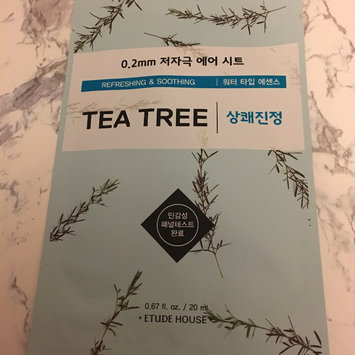 0.2mm 저자극 에어 시트
REFRESHING & SOOTHING | 워터 타입 에센스
TEA TREE | 상쾌진정
민감성
패널테스트
완료
0.67 fl. oz. / 20 ml
• ETUDE HOUSE •